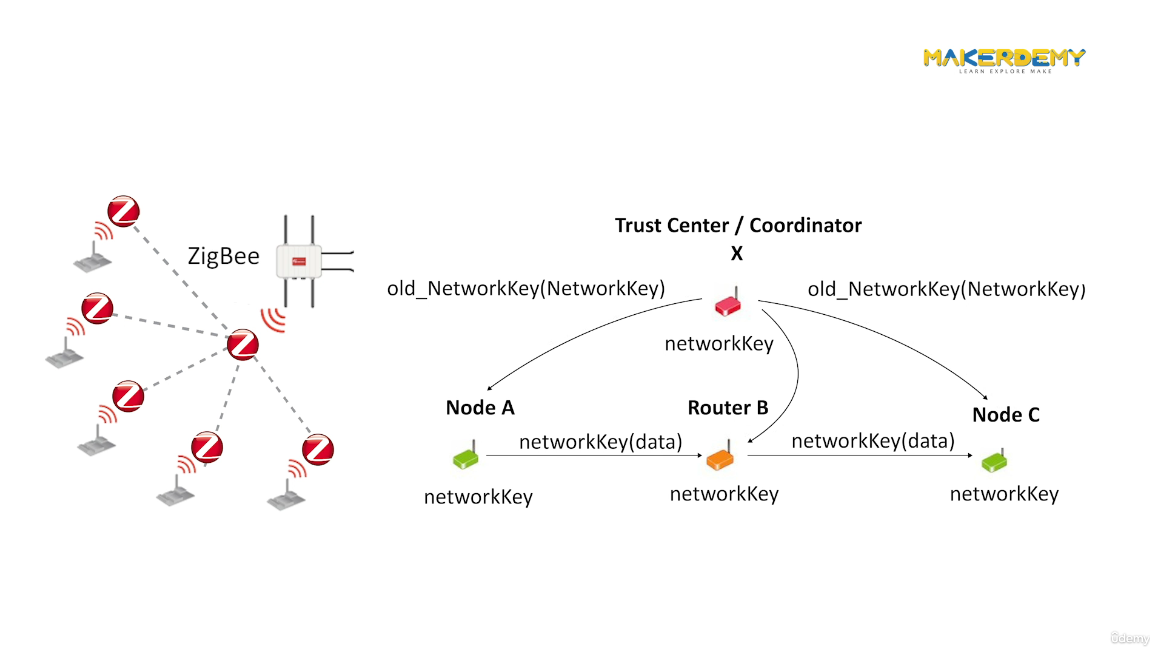 MAKERDEMY
LEARN EXPLORE MAKE
ZigBee
Trust Center / Coordinator
X
old_NetworkKey(NetworkKey)
old_NetworkKey(NetworkKey)
networkKey
Node A
Router B
Node C
networkKey(data)
networkKey(data)
networkKey
networkKey
networkKey
ûdemy